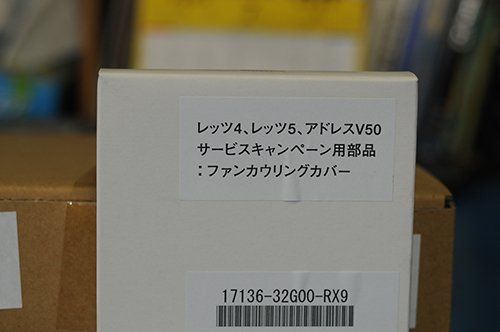 レッツ4、レッツ5、アドレスV50
サービスキャンペーン用部品
：ファンカウリングカバー
17136-32G00-RX9